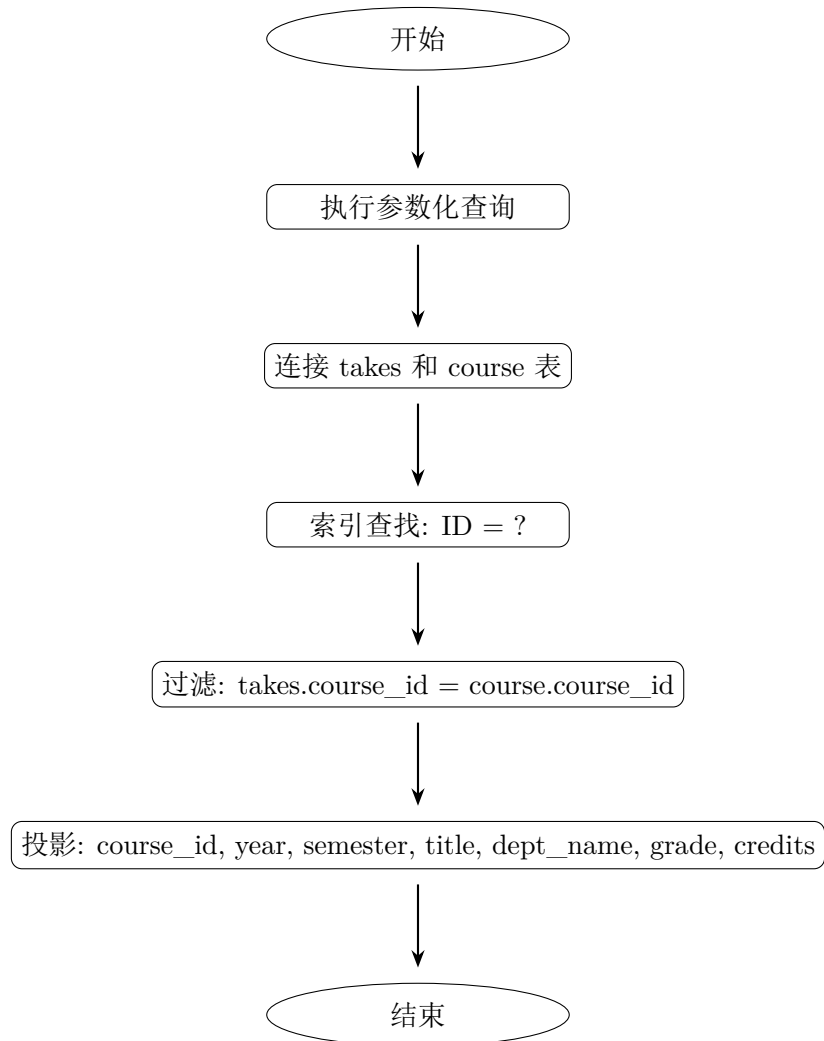 开始
执行参数化查询
连接 takes 和 course 表
索引查找: ID = ?
过滤: takes.course_id = course.course_id
投影: course_id, year, semester, title, dept_name, grade, credits
结束